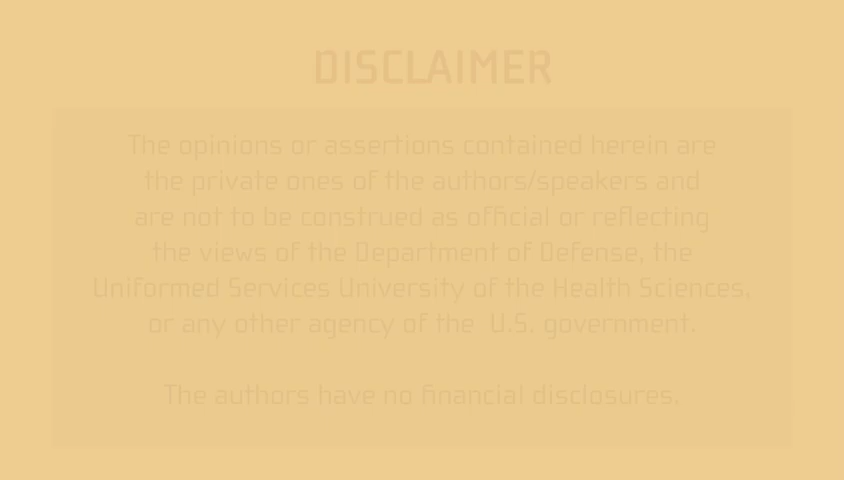 DISCLAIMER
The opinions or assertions contained herein are
the private ones of the authors/speakers and
are not to be construed as official or reflecting
the views of the Department of Defense, the
Uniformed Services University of the Health Sciences,
or any other agency of the U.S. government.
The authors have no financial disclosures.